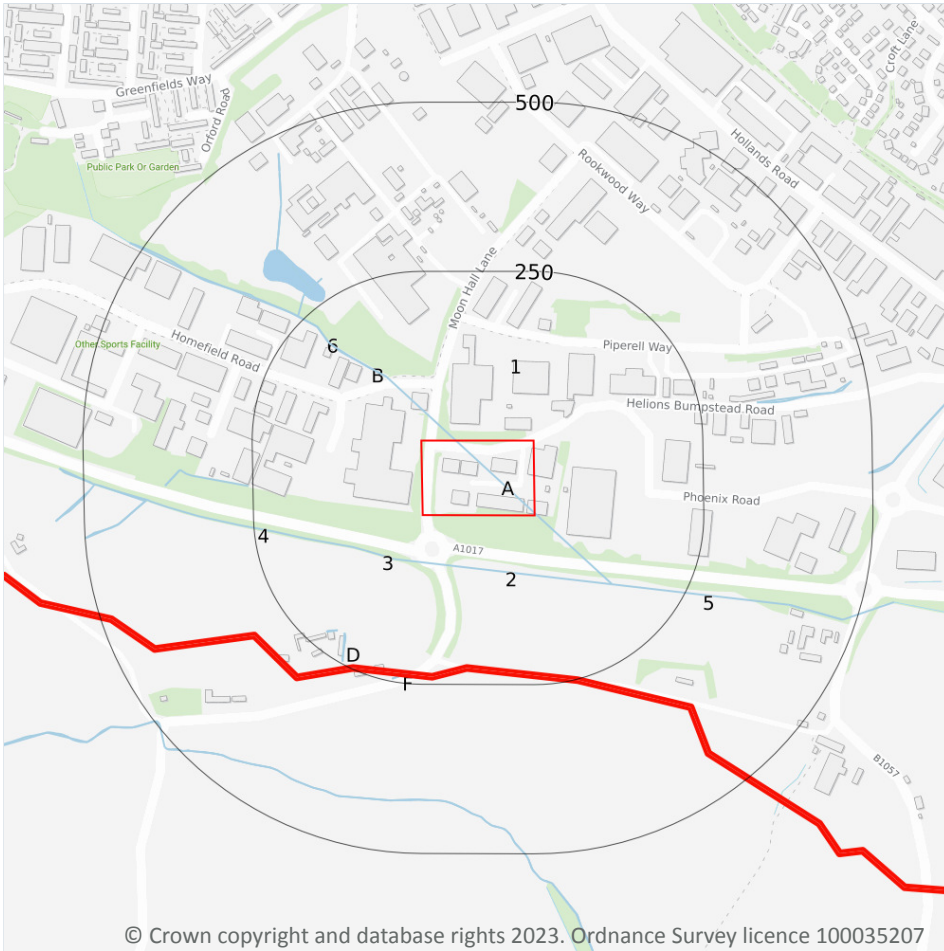 Croft Lane
Greenfields Way
Orford Road
500
Hollands Road
Public Park Or Garden
Rookwood Way
250
Moon Hall Lane
Homefield Road
Other Sports Facility
6
Piperell Way
B
1
Helions Bumpstead Road
A
Phoenix Road
4
A1017
3
2
5
D
F
B1057
© Crown copyright and database rights 2023. Ordnance Survey licence 100035207